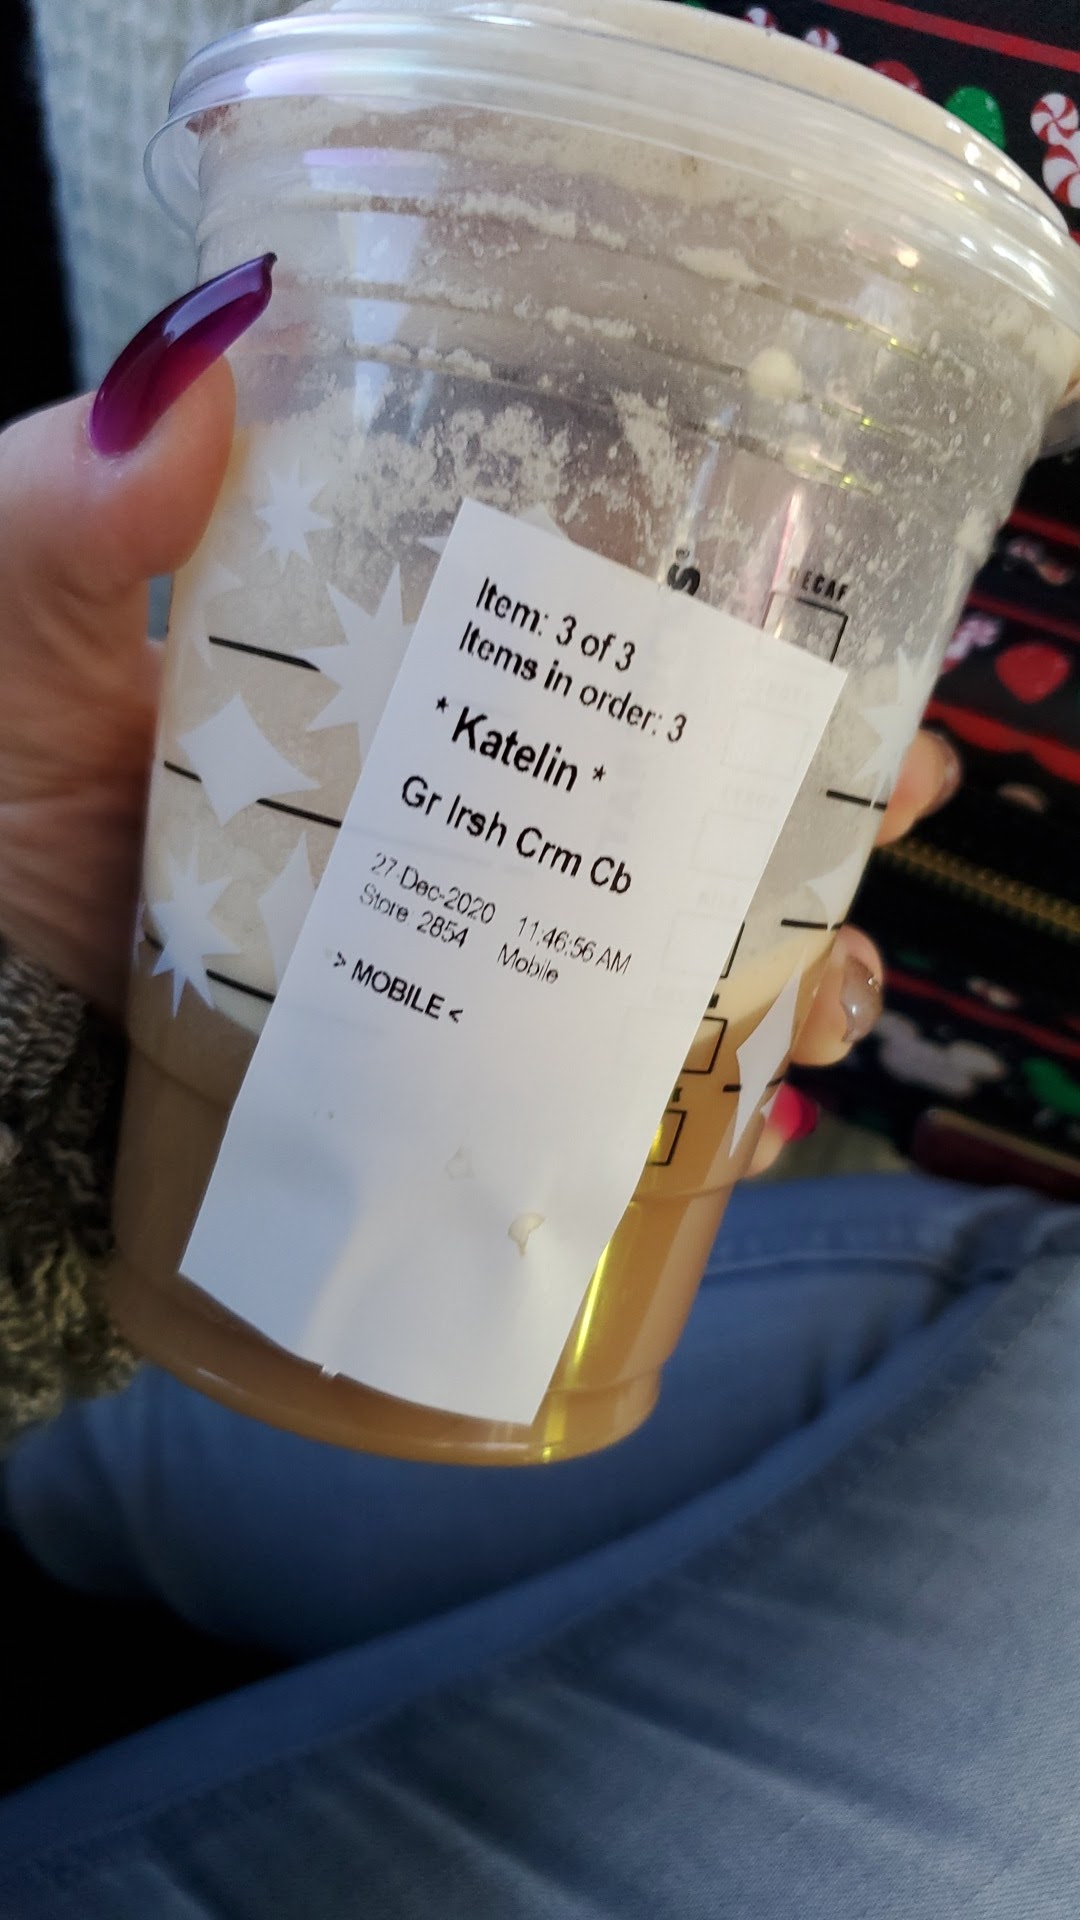 DECAF
Item: 3 of 3
Items in order: 3
* Katelin *
Gr Irsh Crm Cb
27-Dec-2020 11:46:56 AM
Store 2854 Mobile
> MOBILE <